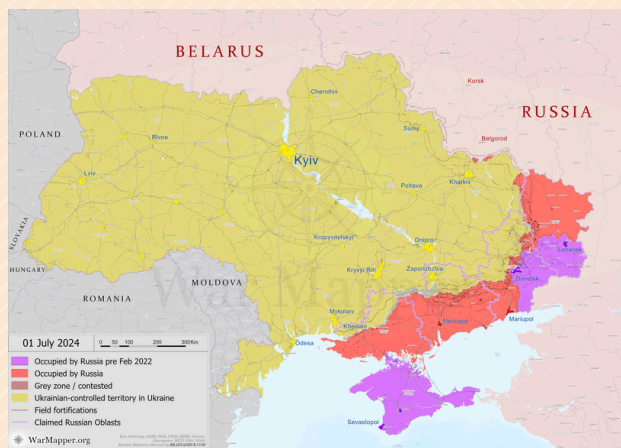 BELARUS
Kursk
Chernihiv
RUSSIA
POLAND
Sumy
Belgorod
Rivne
Kyiv
Lviv
Kharkiv
Poltava
SLOVAKIA
Kropyvnytskyi
Dnipro
Luhansk
HUNGARY
Kryvyi Rih
Zaporizhzhia
Donetsk
MOLDOVA
ROMANIA
War Mapper
Mykolaiv
Melitopol
Mariupol
Kherson
01 July 2024
0 50 100 200 300Km
Odesa
Occupied by Russia pre Feb 2022
Occupied by Russia
Grey zone / contested
Ukrainian-controlled territory in Ukraine
Field fortifications
Claimed Russian Oblasts
Sevastopol
WarMapper.org